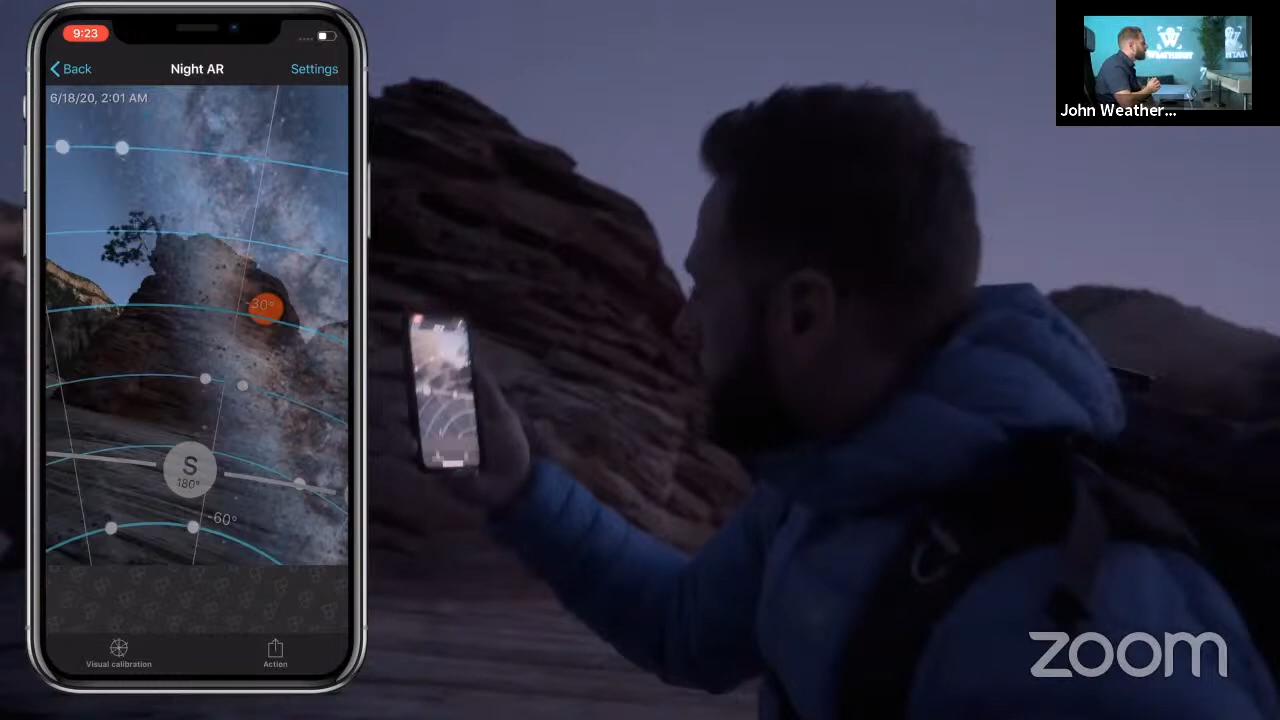 9:23
Back
Night AR
Settings
6/18/20, 2:01 AM
-30°
S
180°
-60°
Visual calibration
Action
John Weather...
zoom